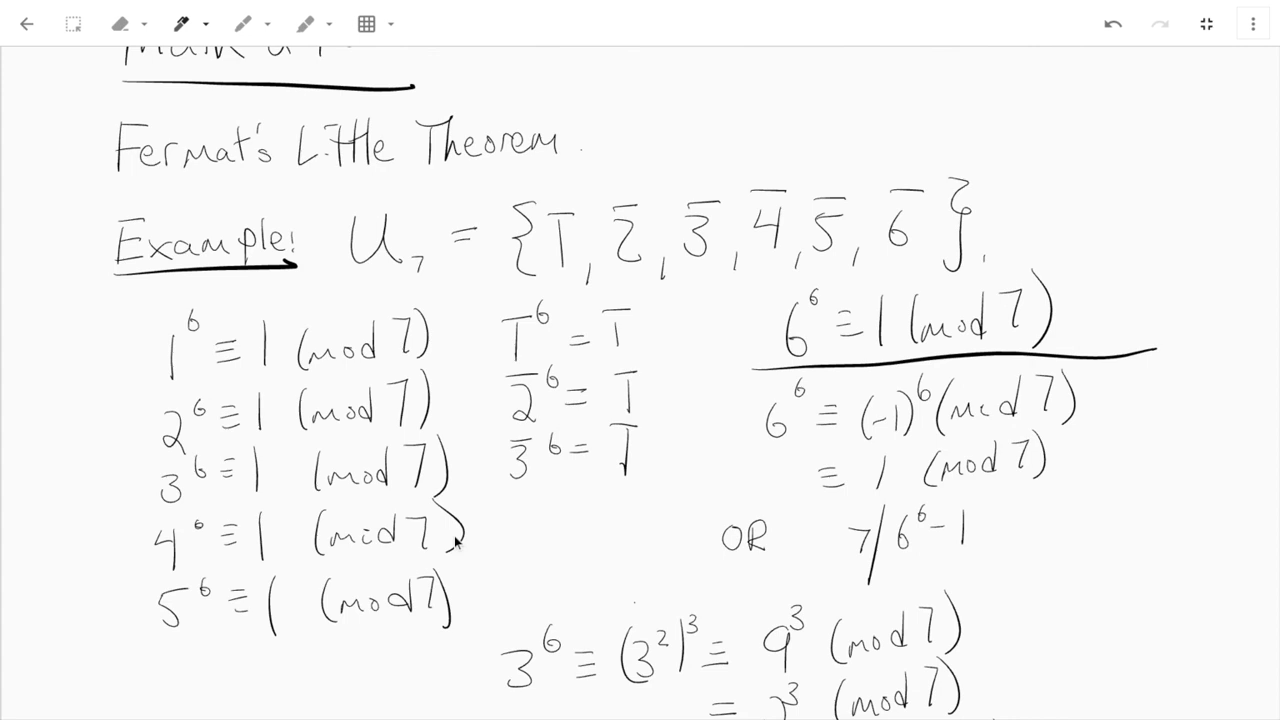 Fermat's Little Theorem.
Example: U₇ = {1̅, 2̅, 3̅, 4̅, 5̅, 6̅}.
1⁶ ≡ 1 (mod 7)
2⁶ ≡ 1 (mod 7)
3⁶ ≡ 1 (mod 7)
4⁶ ≡ 1 (mod 7)
5⁶ ≡ 1 (mod 7)
1̅⁶ = 1̅
2̅⁶ = 1̅
3̅⁶ = 1̅
6⁶ ≡ 1 (mod 7)
6⁶ ≡ (-1)⁶ (mod 7)
≡ 1 (mod 7)
OR 7/6⁶-1
3⁶ ≡ (3²)³ ≡ 9³ (mod 7)
≡ 2³ (mod 7)